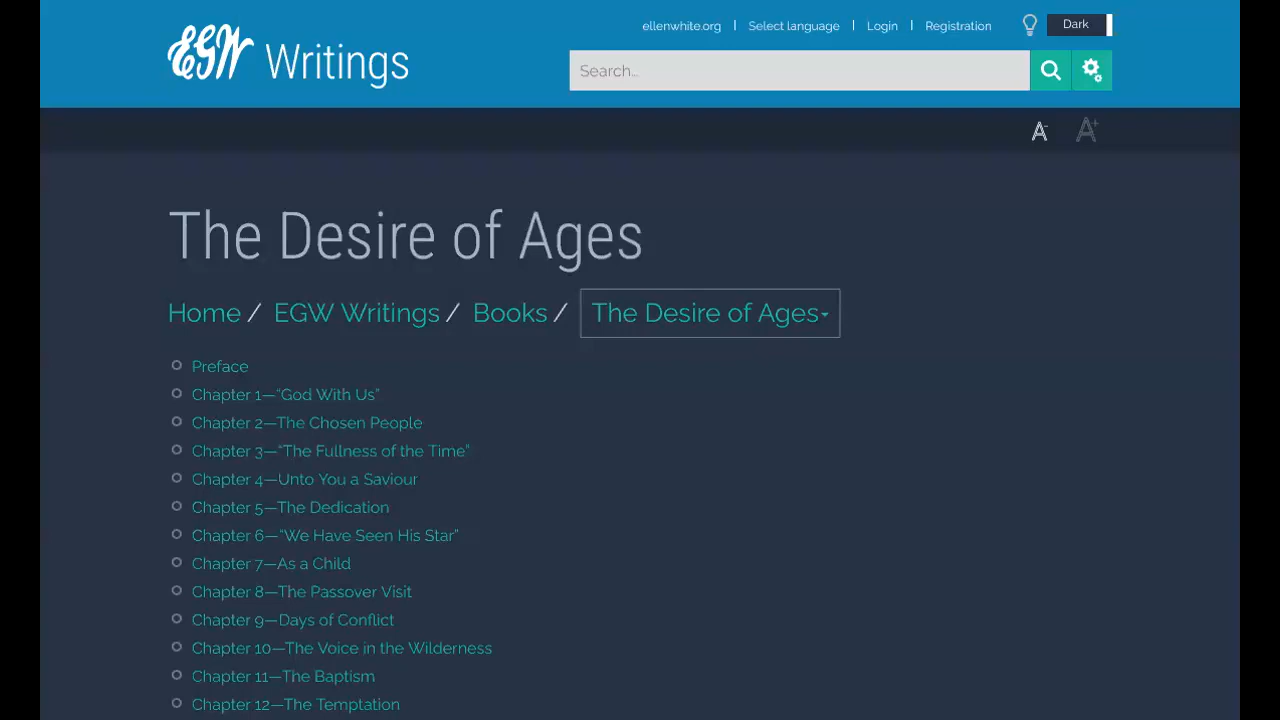 ellenwhite.org | Select language | Login | Registration
Dark
EGW Writings
Search...
A- A+
The Desire of Ages
Home / EGW Writings / Books / The Desire of Ages
Preface
Chapter 1—“God With Us”
Chapter 2—The Chosen People
Chapter 3—“The Fullness of the Time”
Chapter 4—Unto You a Saviour
Chapter 5—The Dedication
Chapter 6—“We Have Seen His Star”
Chapter 7—As a Child
Chapter 8—The Passover Visit
Chapter 9—Days of Conflict
Chapter 10—The Voice in the Wilderness
Chapter 11—The Baptism
Chapter 12—The Temptation